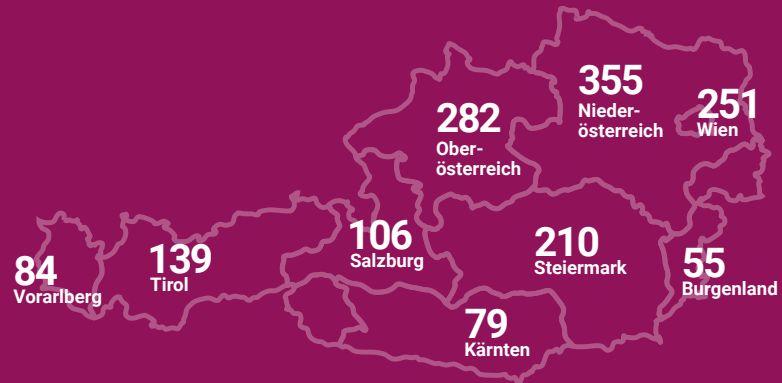 355
Nieder-
österreich
251
Wien
282
Ober-
österreich
106
Salzburg
210
Steiermark
139
Tirol
84
Vorarlberg
55
Burgenland
79
Kärnten